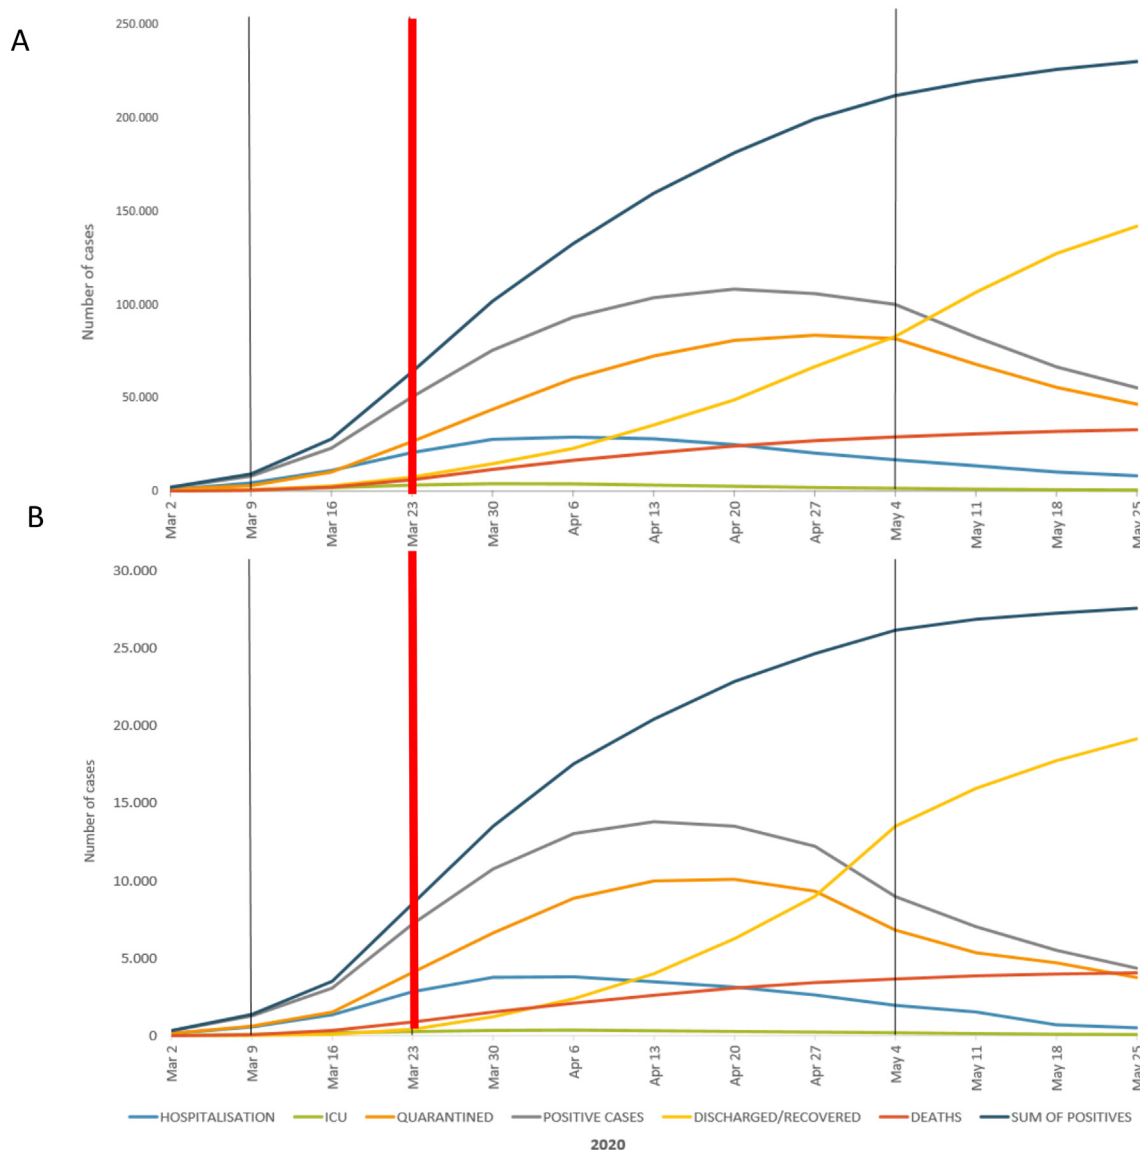 A
250.000
200.000
150.000
100.000
50.000
0
Number of cases
Mar 2
Mar 9
Mar 16
Mar 23
Mar 30
Apr 6
Apr 13
Apr 20
Apr 27
May 4
May 11
May 18
May 25
B
30.000
25.000
20.000
15.000
10.000
5.000
0
Number of cases
Mar 2
Mar 9
Mar 16
Mar 23
Mar 30
Apr 6
Apr 13
Apr 20
Apr 27
May 4
May 11
May 18
May 25
HOSPITALISATION ICU QUARANTINED POSITIVE CASES DISCHARGED/RECOVERED DEATHS SUM OF POSITIVES
2020